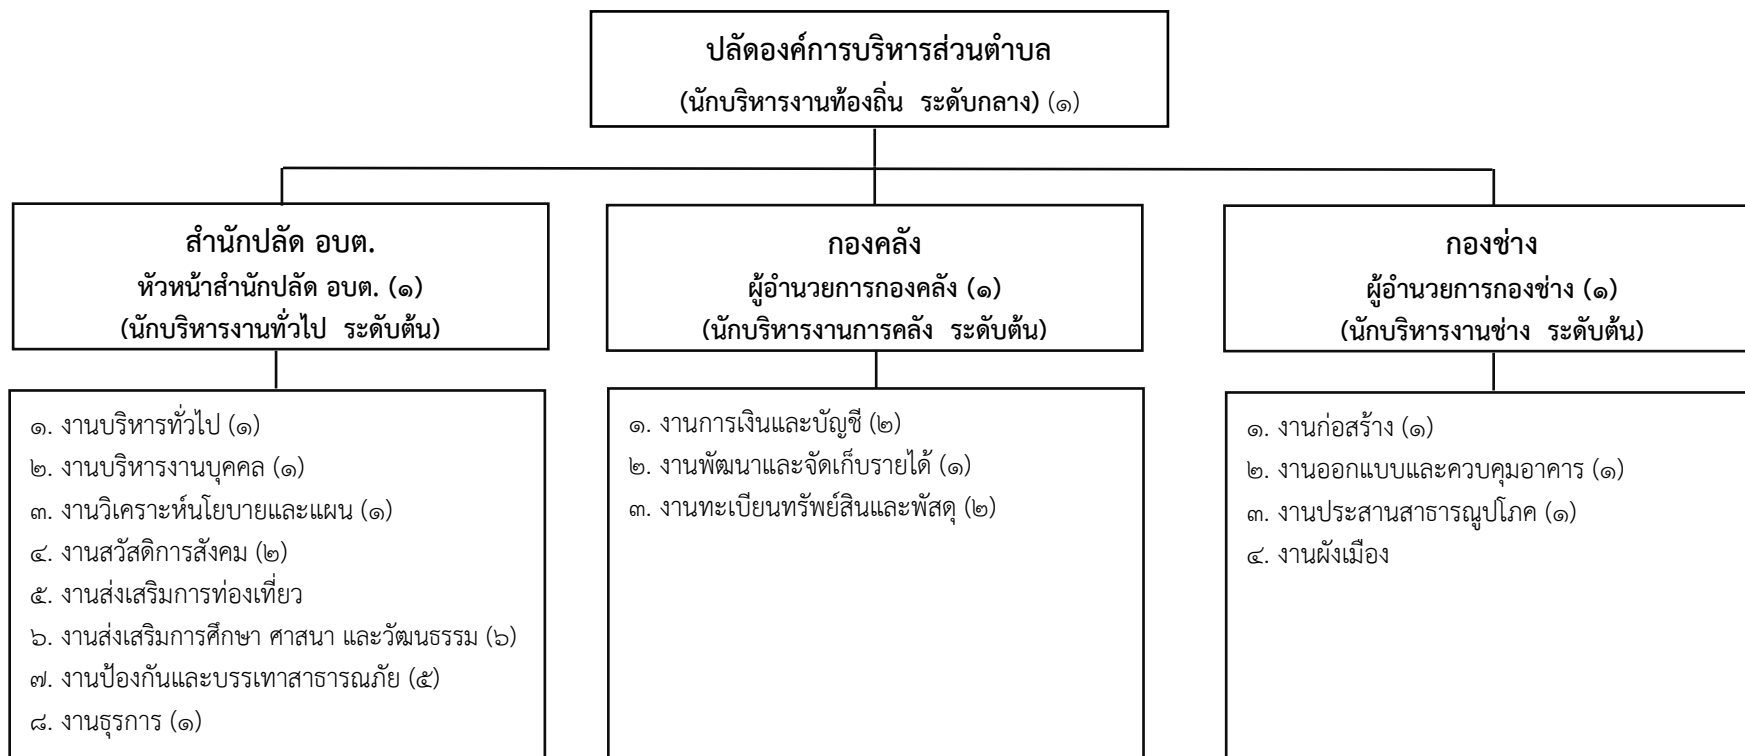 ปลัดองค์การบริหารส่วนตำบล
(นักบริหารงานท้องถิ่น ระดับกลาง) (๑)
สำนักปลัด อบต.
หัวหน้าสำนักปลัด อบต. (๑)
(นักบริหารงานทั่วไป ระดับต้น)
กองคลัง
ผู้อำนวยการกองคลัง (๑)
(นักบริหารงานการคลัง ระดับต้น)
กองช่าง
ผู้อำนวยการกองช่าง (๑)
(นักบริหารงานช่าง ระดับต้น)
๑. งานบริหารทั่วไป (๑)
๒. งานบริหารงานบุคคล (๑)
๓. งานวิเคราะห์นโยบายและแผน (๑)
๔. งานสวัสดิการสังคม (๒)
๕. งานส่งเสริมการท่องเที่ยว
๖. งานส่งเสริมการศึกษา ศาสนา และวัฒนธรรม (๖)
๗. งานป้องกันและบรรเทาสาธารณภัย (๕)
๘. งานธุรการ (๑)
๑. งานการเงินและบัญชี (๒)
๒. งานพัฒนาและจัดเก็บรายได้ (๑)
๓. งานทะเบียนทรัพย์สินและพัสดุ (๒)
๑. งานก่อสร้าง (๑)
๒. งานออกแบบและควบคุมอาคาร (๑)
๓. งานประสานสาธารณูปโภค (๑)
๔. งานผังเมือง